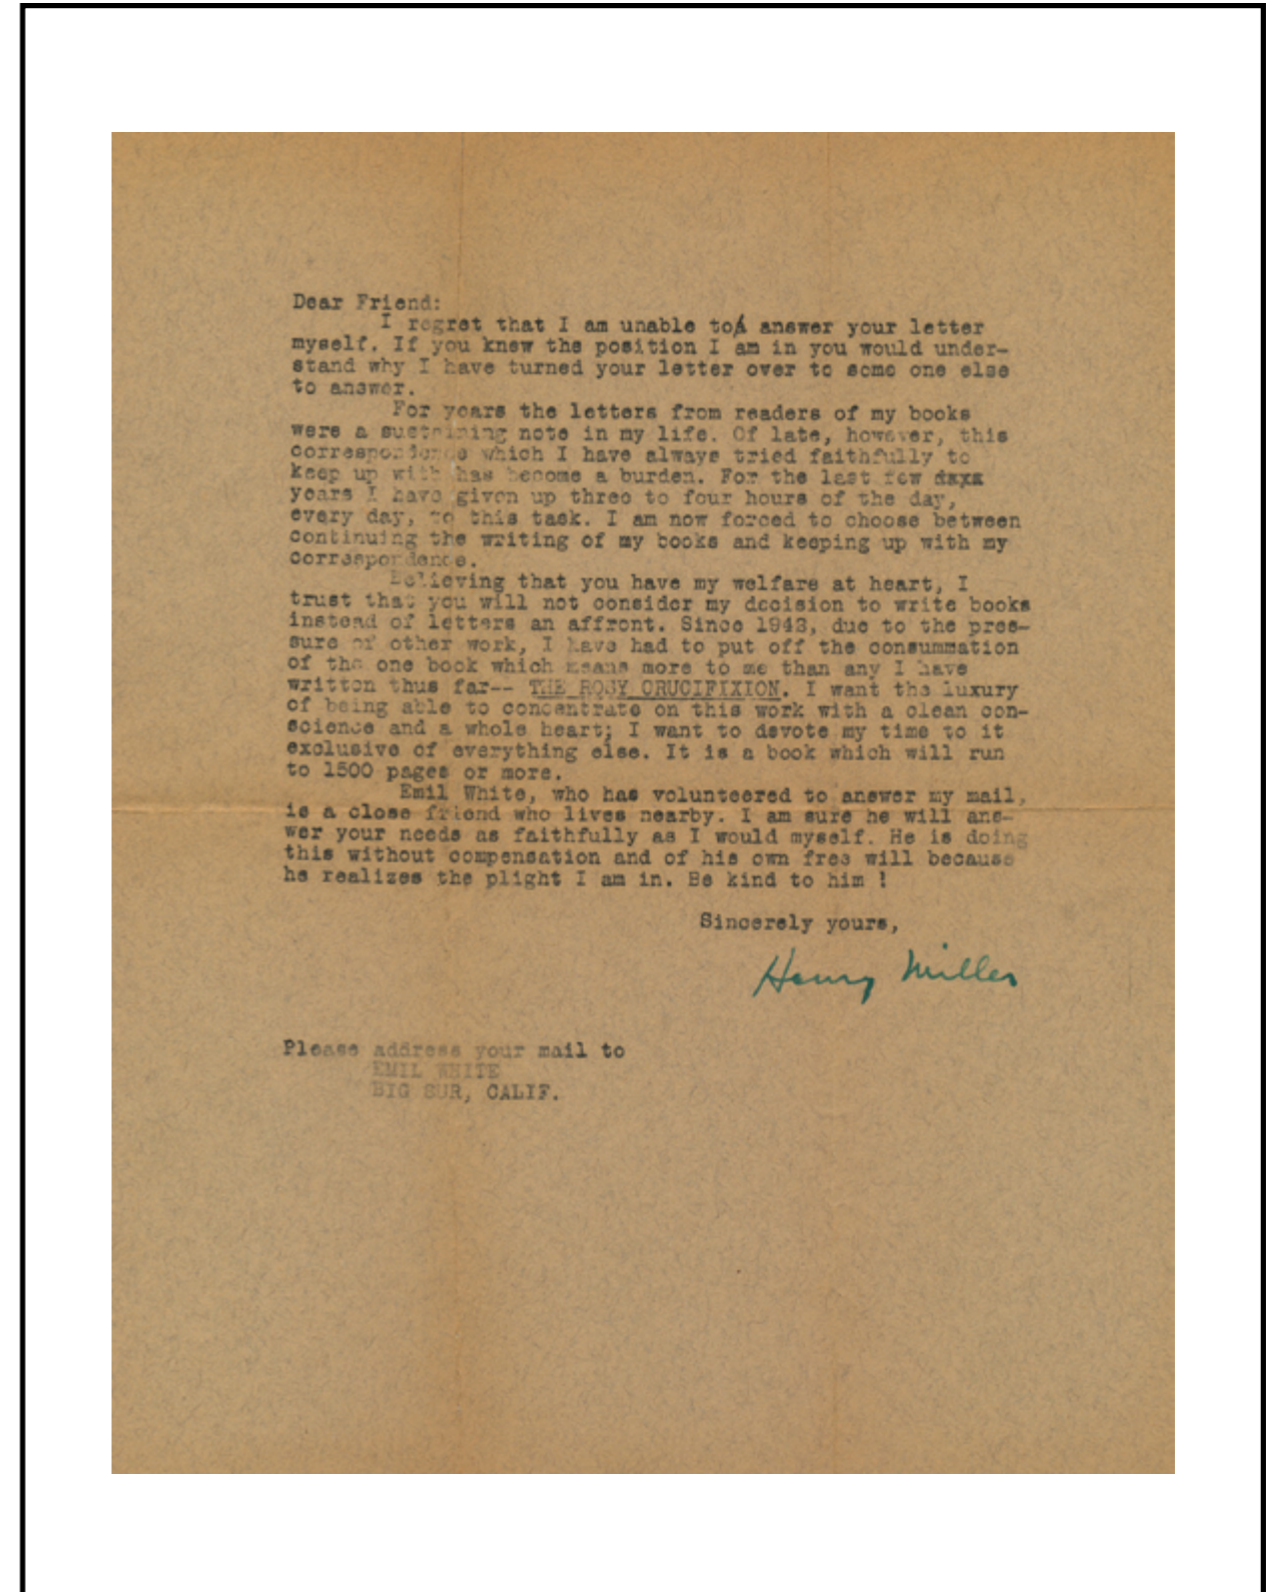 Dear Friend:
I regret that I am unable to answer your letter
myself. If you knew the position I am in you would under-
stand why I have turned your letter over to some one else
to answer.
For years the letters from readers of my books
were a sustaining note in my life. Of late, however, this
correspondence which I have always tried faithfully to
keep up with has become a burden. For the last few
years I have given up three to four hours of the day,
every day, to this task. I am now forced to choose between
continuing the writing of my books and keeping up with my
correspondence.
Believing that you have my welfare at heart, I
trust that you will not consider my decision to write books
instead of letters an affront. Since 1942, due to the pres-
sure of other work, I have had to put off the consummation
of the one book which means more to me than any I have
written thus far-- THE ROSY CRUCIFIXION. I want the luxury
of being able to concentrate on this work with a clean con-
science and a whole heart; I want to devote my time to it
exclusive of everything else. It is a book which will run
to 1500 pages or more.
Emil White, who has volunteered to answer my mail,
is a close friend who lives nearby. I am sure he will ans-
wer your needs as faithfully as I would myself. He is doing
this without compensation and of his own free will because
he realizes the plight I am in. Be kind to him !
Sincerely yours,
Henry Miller
Please address your mail to
EMIL WHITE
BIG SUR, CALIF.